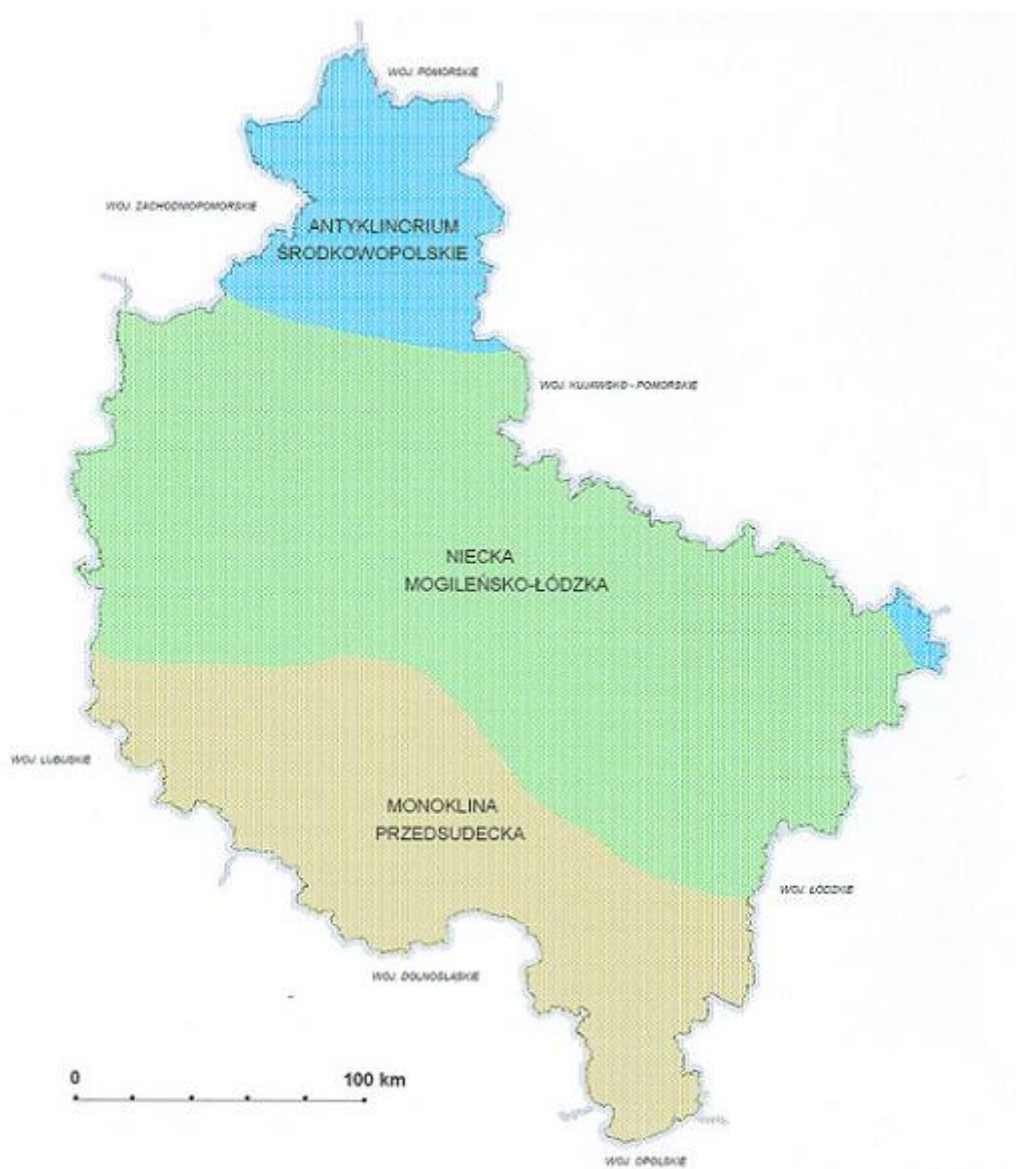 WOJ. POMORSKIE
WOJ. ZACHODNIOPOMORSKIE
ANTYKLINORIUM
ŚRODKOWOPOLSKIE
WOJ. KUJAWSKO - POMORSKIE
NIECKA
MOGILEŃSKO-ŁÓDZKA
WOJ. LUBUSKIE
MONOKLINA
PRZEDSUDECKA
WOJ. ŁÓDZKIE
WOJ. DOLNOŚLĄSKIE
0 100 km
WOJ. OPOLSKIE